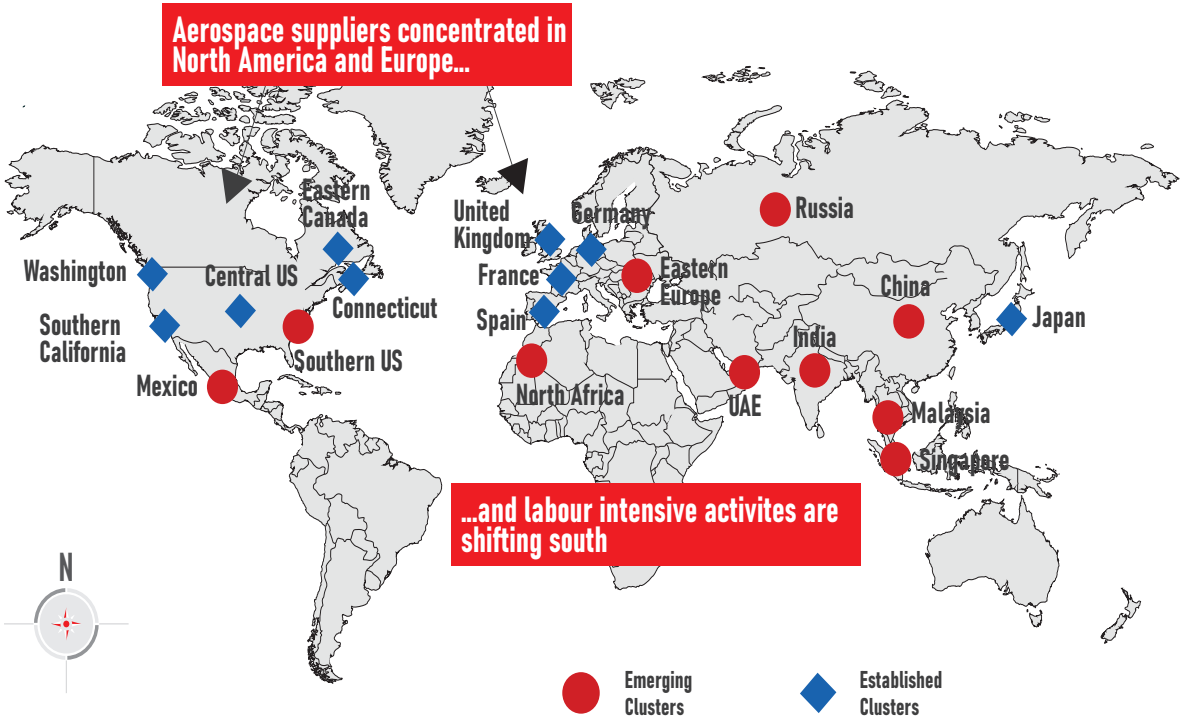 Aerospace suppliers concentrated in
North America and Europe...
Eastern
Canada
United
Kingdom
Germany
Russia
Washington
Central US
France
Eastern
Europe
China
Connecticut
Southern
California
Spain
Japan
India
Southern US
Mexico
North Africa
UAE
Malaysia
Singapore
...and labour intensive activites are
shifting south
N
Emerging
Clusters
Established
Clusters